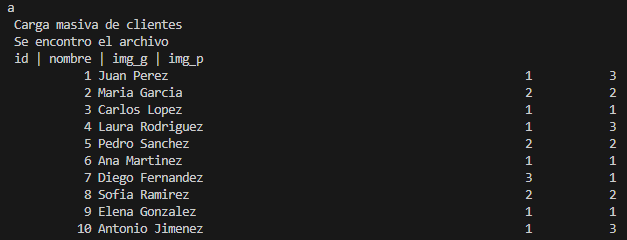 a
Carga masiva de clientes
Se encontro el archivo
id | nombre | img_g | img_p
1 Juan Perez 1 3
2 Maria Garcia 2 2
3 Carlos Lopez 1 1
4 Laura Rodriguez 1 3
5 Pedro Sanchez 2 2
6 Ana Martinez 1 1
7 Diego Fernandez 3 1
8 Sofia Ramirez 2 2
9 Elena Gonzalez 1 1
10 Antonio Jimenez 1 3